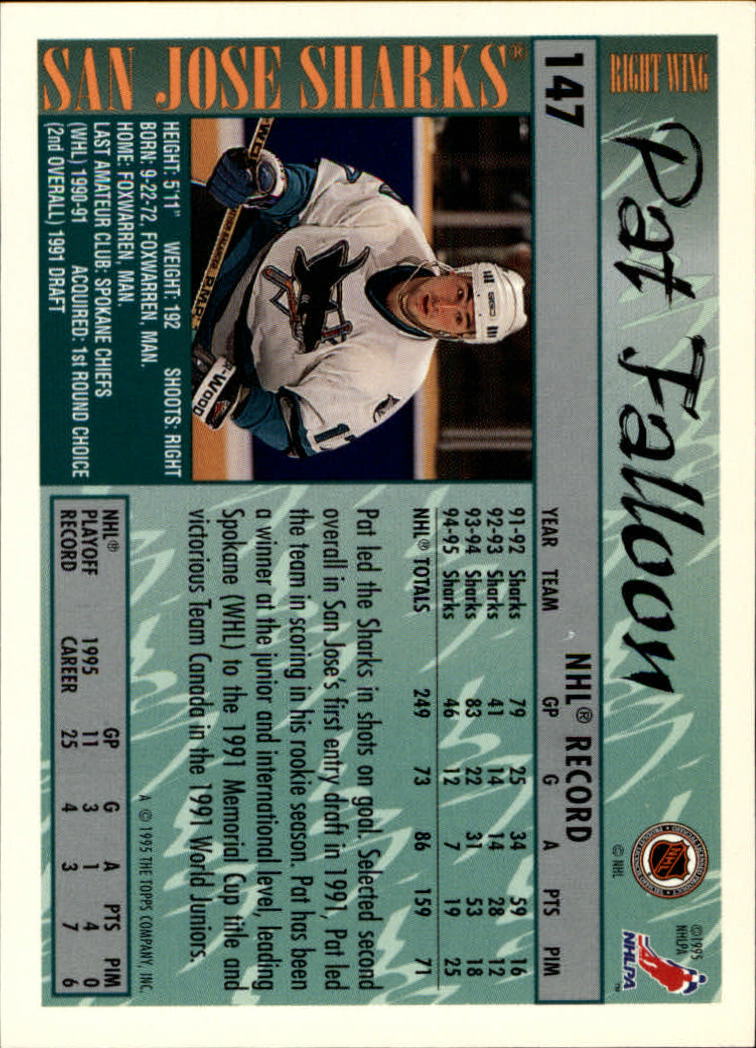 RIGHT WING
Pat Falloon
©1995
NHLPA
NHLPA
TM
NHL
© NHL
147
NHL® RECORD
YEAR TEAM GP G A PTS PIM
91-92 Sharks 79 25 34 59 16
92-93 Sharks 41 14 14 28 12
93-94 Sharks 83 22 31 53 18
94-95 Sharks 46 12 7 19 25
NHL® TOTALS 249 73 86 159 71
Pat led the Sharks in shots on goal. Selected second
overall in San Jose's first entry draft in 1991, Pat led
the team in scoring in his rookie season. Pat has been
a winner at the junior and international level, leading
Spokane (WHL) to the 1991 Memorial Cup title and
victorious Team Canada in the 1991 World Juniors.
A © 1995 THE TOPPS COMPANY, INC.
NHL® GP G A PTS PIM
PLAYOFF 1995 11 3 1 4 0
RECORD CAREER 25 4 3 7 6
HEIGHT: 5'11" WEIGHT: 192 SHOOTS: RIGHT
BORN: 9-22-72, FOXWARREN, MAN.
HOME: FOXWARREN, MAN.
LAST AMATEUR CLUB: SPOKANE CHIEFS
(WHL) 1990-91 ACQUIRED: 1st ROUND CHOICE
(2nd OVERALL) 1991 DRAFT
SAN JOSE SHARKS®